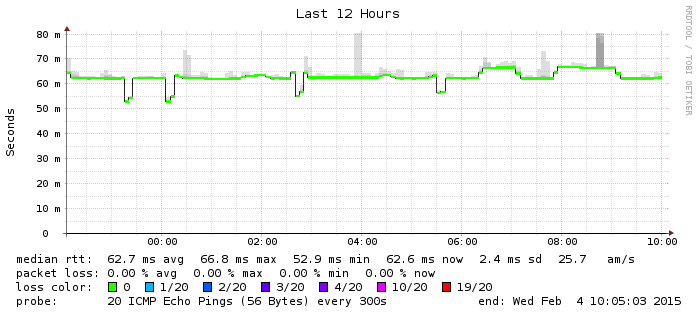 Last 12 Hours
RRDTOOL / TOBI OETIKER
Seconds
80 m
70 m
60 m
50 m
40 m
30 m
20 m
10 m
0
00:00 02:00 04:00 06:00 08:00 10:00
median rtt: 62.7 ms avg 66.8 ms max 52.9 ms min 62.6 ms now 2.4 ms sd 25.7 am/s
packet loss: 0.00 % avg 0.00 % max 0.00 % min 0.00 % now
loss color: 0 1/20 2/20 3/20 4/20 10/20 19/20
probe: 20 ICMP Echo Pings (56 Bytes) every 300s end: Wed Feb 4 10:05:03 2015